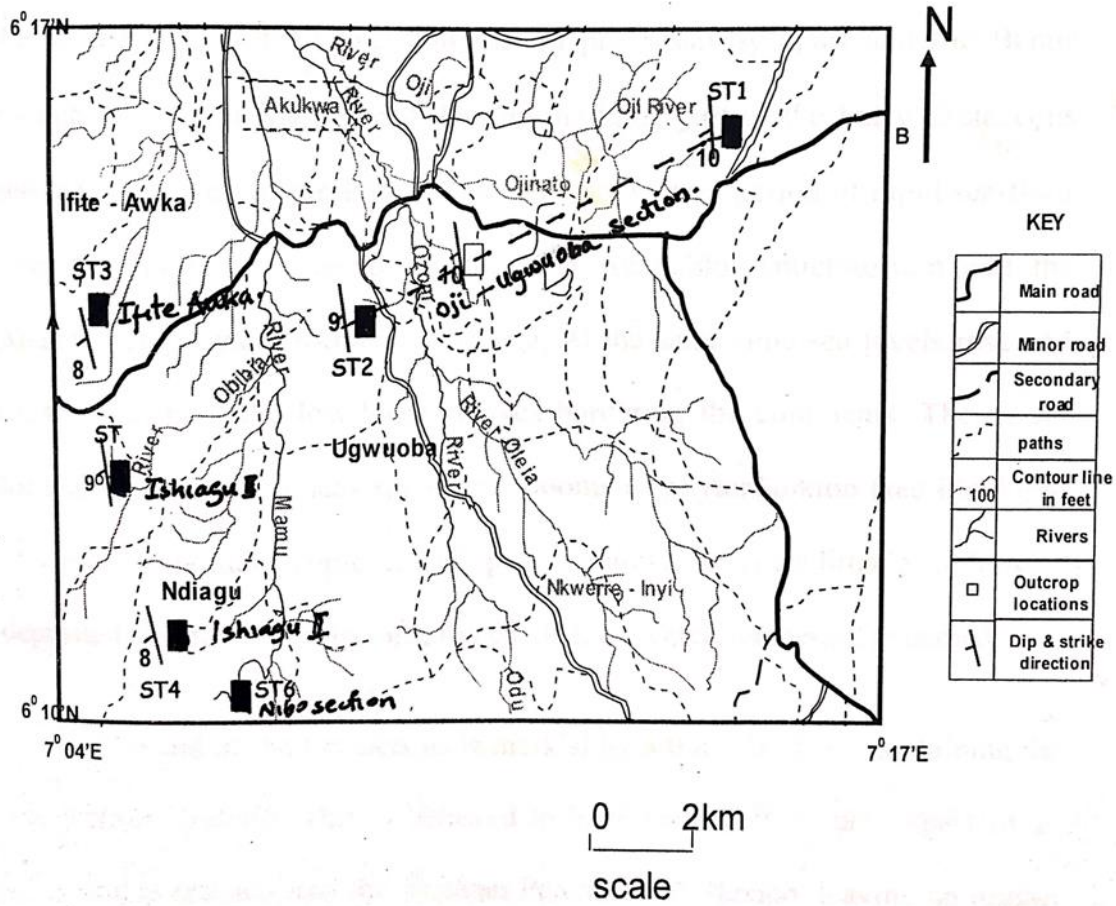 6° 17'N
N
River
Oji
River
Akukwa
Oji River
ST1
10
B
Ojinato
Ifite - Awka
KEY
Main road
Minor road
Secondary road
paths
100
Contour line in feet
Rivers
Outcrop locations
Dip & strike direction
ST3
Ifite Awka
8
10
Oji - Ugwuoba Section
9
ST2
River
Obibia
River
Ugwuoba
River Oleia
River
ST
9
Ishiagu III
Mamu
Ndiagu
Ishiagu II
8
ST4
ST6
Nibo section
Nkwerre - Inyi
Odu
6° 10'N
7° 04'E
7° 17'E
0 2km
scale